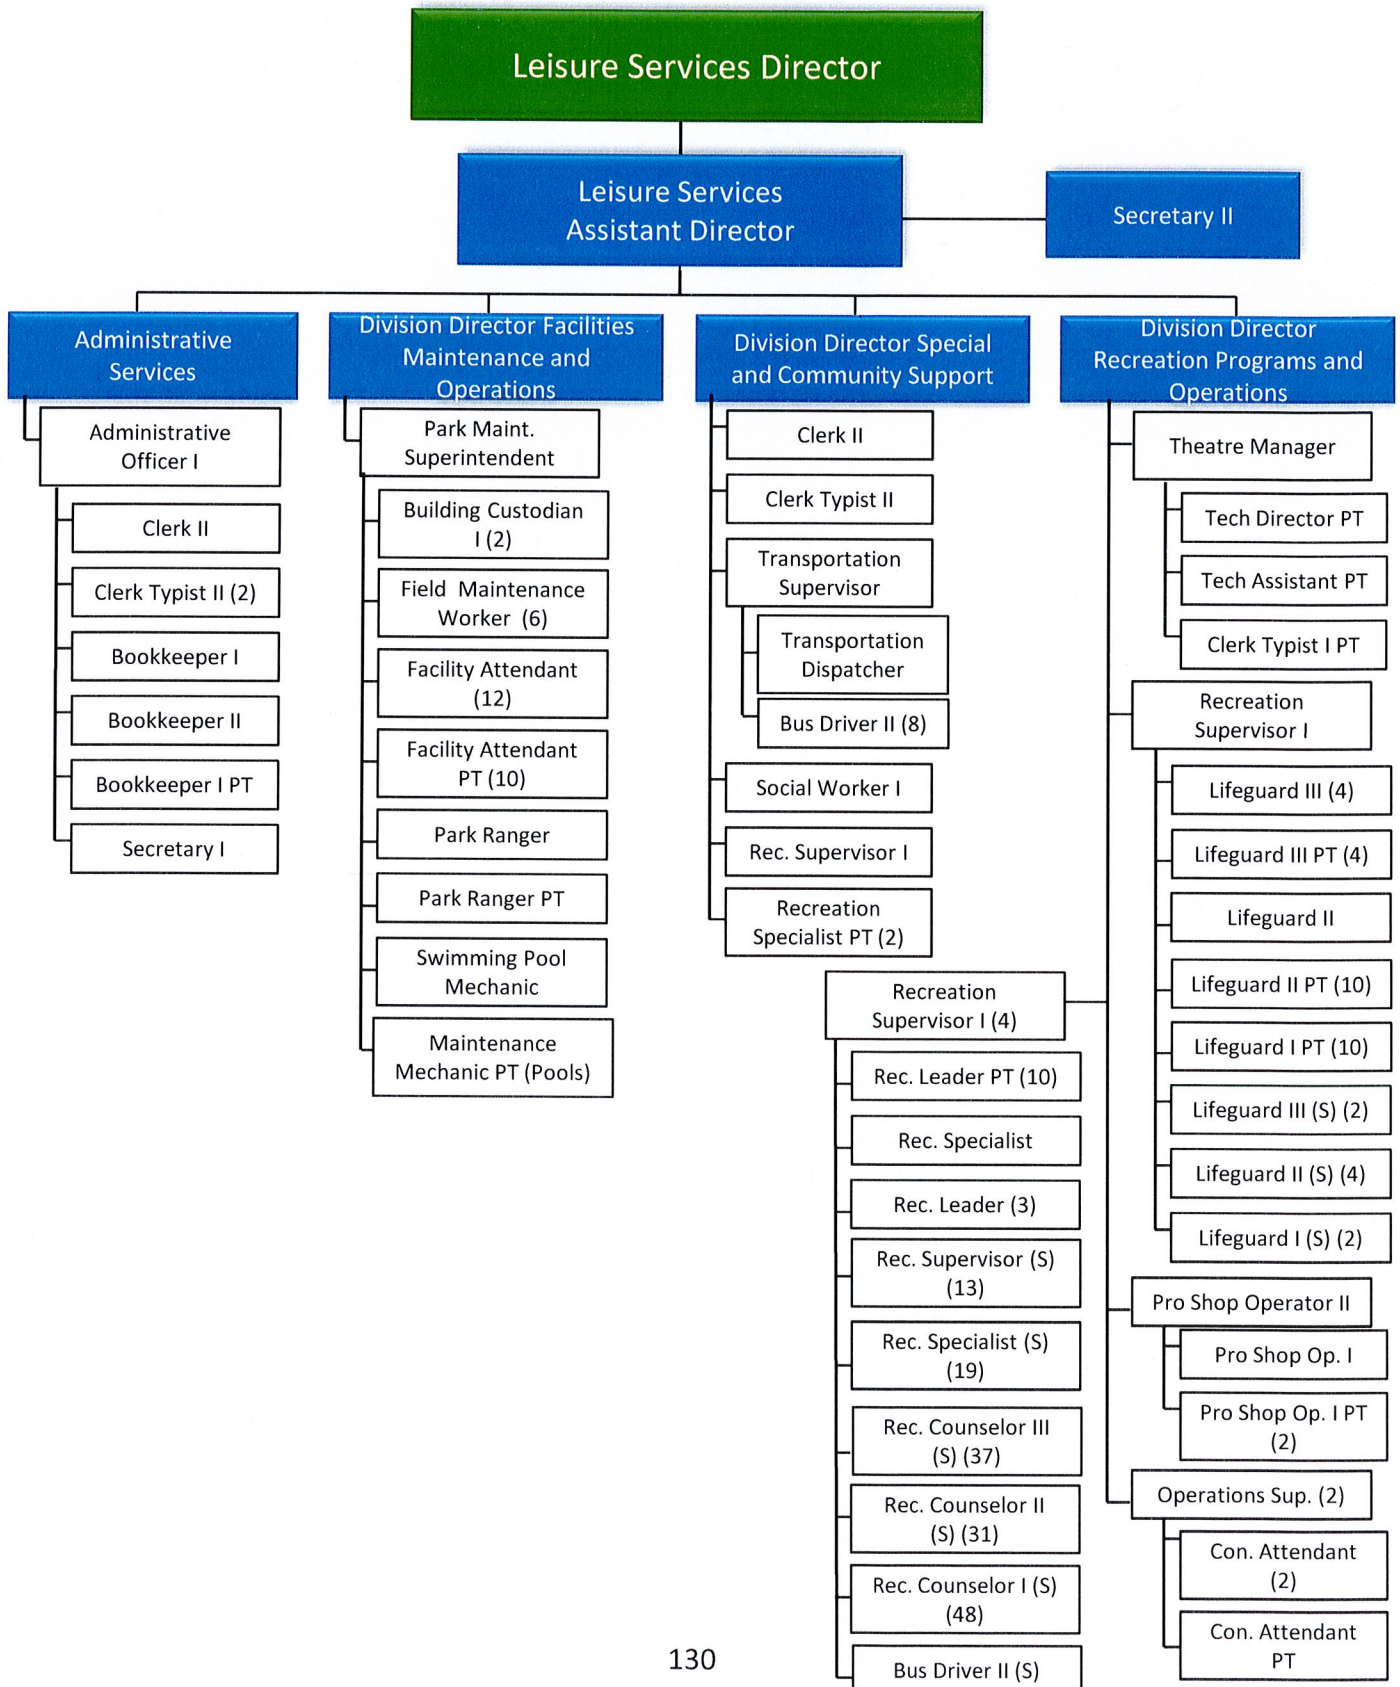 Leisure Services Director
Leisure Services
Assistant Director
Secretary II
Administrative
Services
Administrative
Officer I
Clerk II
Clerk Typist II (2)
Bookkeeper I
Bookkeeper II
Bookkeeper I PT
Secretary I
Division Director Facilities
Maintenance and
Operations
Park Maint.
Superintendent
Building Custodian
I (2)
Field Maintenance
Worker (6)
Facility Attendant
(12)
Facility Attendant
PT (10)
Park Ranger
Park Ranger PT
Swimming Pool
Mechanic
Maintenance
Mechanic PT (Pools)
Division Director Special
and Community Support
Clerk II
Clerk Typist II
Transportation
Supervisor
Transportation
Dispatcher
Bus Driver II (8)
Social Worker I
Rec. Supervisor I
Recreation
Specialist PT (2)
Division Director
Recreation Programs and
Operations
Theatre Manager
Tech Director PT
Tech Assistant PT
Clerk Typist I PT
Recreation
Supervisor I
Lifeguard III (4)
Lifeguard III PT (4)
Lifeguard II
Lifeguard II PT (10)
Lifeguard I PT (10)
Lifeguard III (S) (2)
Lifeguard II (S) (4)
Lifeguard I (S) (2)
Pro Shop Operator II
Pro Shop Op. I
Pro Shop Op. I PT
(2)
Operations Sup. (2)
Con. Attendant
(2)
Con. Attendant
PT
Recreation
Supervisor I (4)
Rec. Leader PT (10)
Rec. Specialist
Rec. Leader (3)
Rec. Supervisor (S)
(13)
Rec. Specialist (S)
(19)
Rec. Counselor III
(S) (37)
Rec. Counselor II
(S) (31)
Rec. Counselor I (S)
(48)
Bus Driver II (S)
130